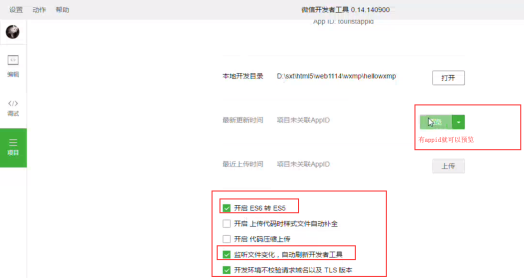 设置 动作 帮助 微信开发者工具 0.14.140900
App ID: touristappid
编辑
本地开发目录 D:\sxt\html5\web1114\wxmp\hellowxmp 打开
调试
最新更新时间 项目未关联AppID 预览
有appid就可以预览
项目
最近上传时间 项目未关联AppID 上传
开启 ES6 转 ES5
开启 上传代码时样式文件自动补全
开启 代码压缩上传
监听文件变化，自动刷新开发者工具
开发环境不校验请求域名以及 TLS 版本